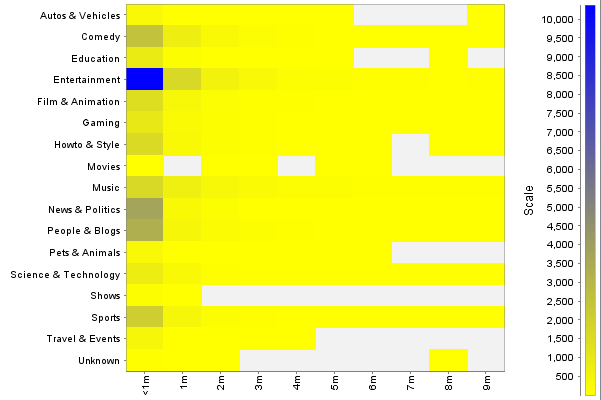 Autos & Vehicles
Comedy
Education
Entertainment
Film & Animation
Gaming
Howto & Style
Movies
Music
News & Politics
People & Blogs
Pets & Animals
Science & Technology
Shows
Sports
Travel & Events
Unknown
<1m 1m 2m 3m 4m 5m 6m 7m 8m 9m
Scale
10,000
9,500
9,000
8,500
8,000
7,500
7,000
6,500
6,000
5,500
5,000
4,500
4,000
3,500
3,000
2,500
2,000
1,500
1,000
500